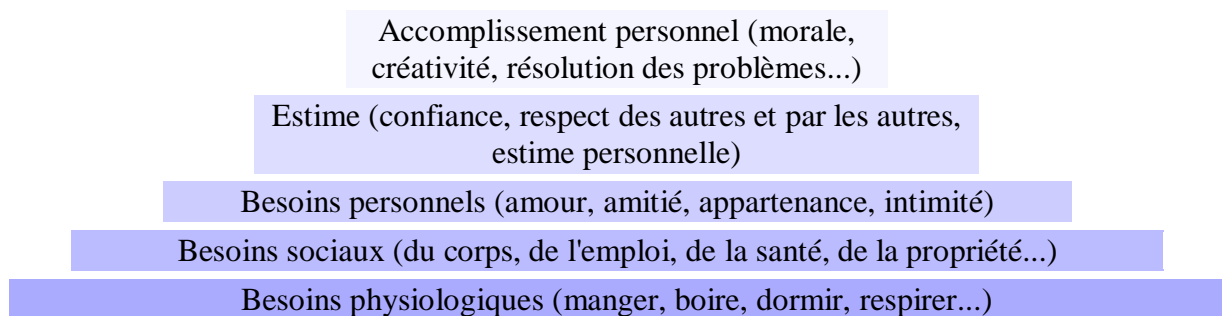 Accomplissement personnel (morale,
créativité, résolution des problèmes...)
Estime (confiance, respect des autres et par les autres,
estime personnelle)
Besoins personnels (amour, amitié, appartenance, intimité)
Besoins sociaux (du corps, de l'emploi, de la santé, de la propriété...)
Besoins physiologiques (manger, boire, dormir, respirer...)